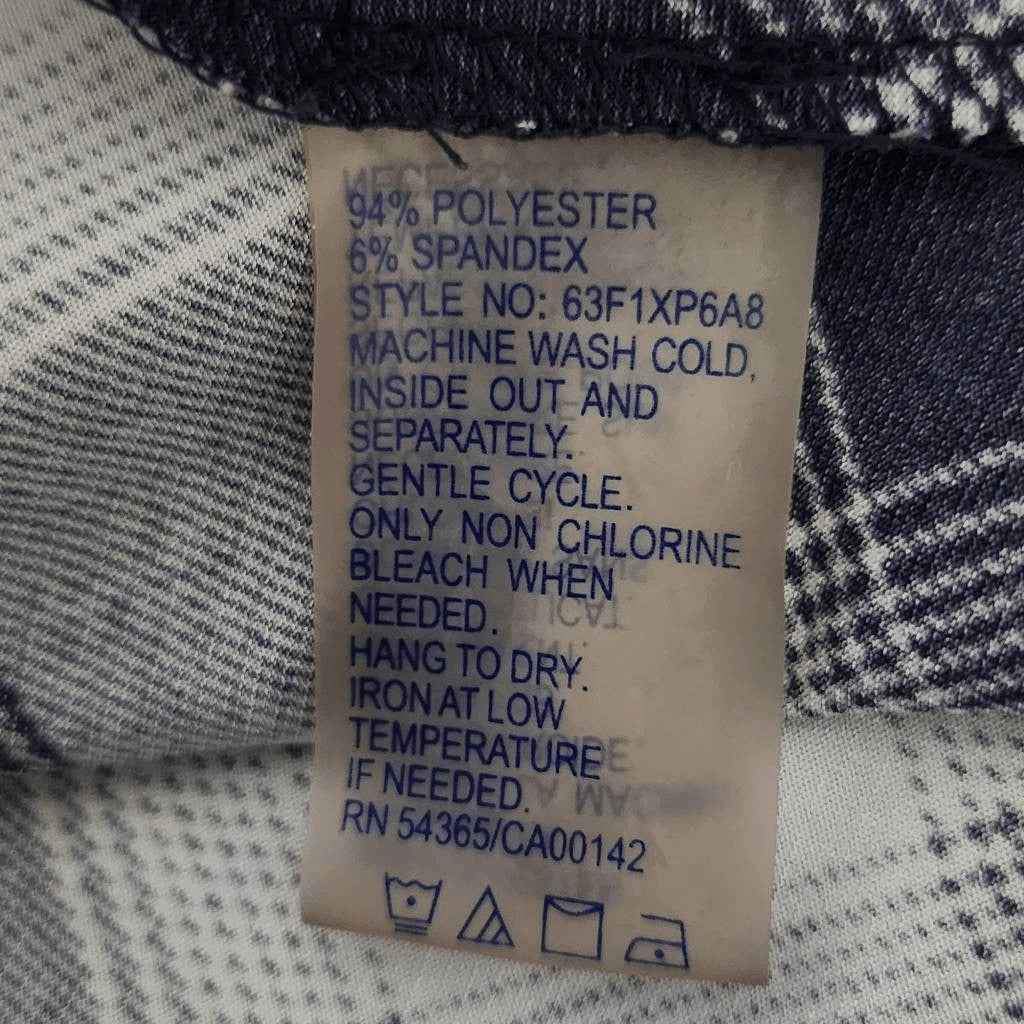 94% POLYESTER
6% SPANDEX
STYLE NO: 63F1XP6A8
MACHINE WASH COLD,
INSIDE OUT AND
SEPARATELY.
GENTLE CYCLE.
ONLY NON CHLORINE
BLEACH WHEN
NEEDED.
HANG TO DRY.
IRON AT LOW
TEMPERATURE
IF NEEDED.
RN 54365/CA00142